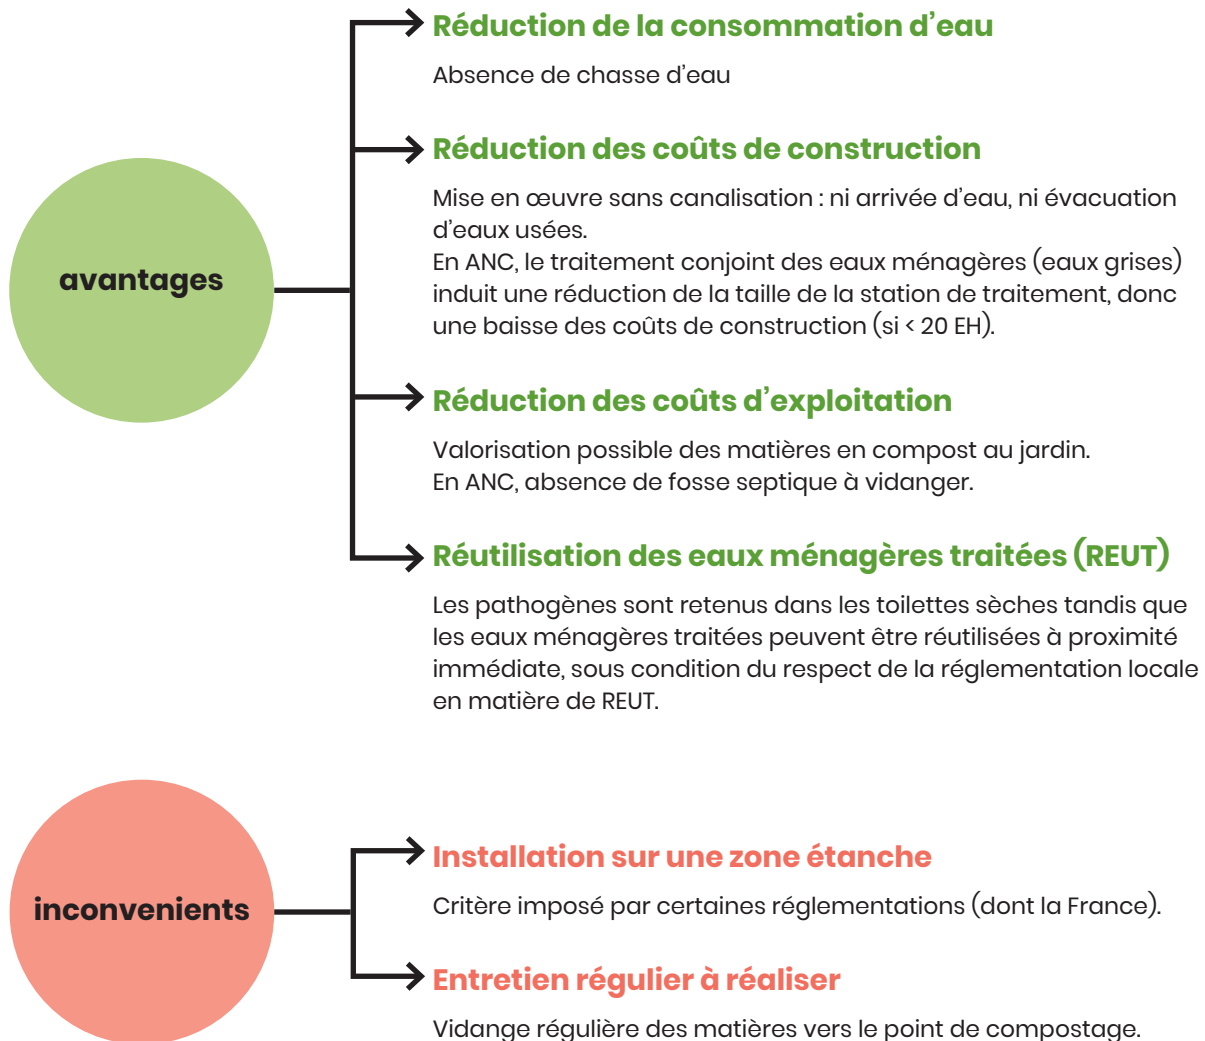 avantages
Réduction de la consommation d’eau
Absence de chasse d’eau
Réduction des coûts de construction
Mise en œuvre sans canalisation : ni arrivée d’eau, ni évacuation
d’eaux usées.
En ANC, le traitement conjoint des eaux ménagères (eaux grises)
induit une réduction de la taille de la station de traitement, donc
une baisse des coûts de construction (si < 20 EH).
Réduction des coûts d’exploitation
Valorisation possible des matières en compost au jardin.
En ANC, absence de fosse septique à vidanger.
Réutilisation des eaux ménagères traitées (REUT)
Les pathogènes sont retenus dans les toilettes sèches tandis que
les eaux ménagères traitées peuvent être réutilisées à proximité
immédiate, sous condition du respect de la réglementation locale
en matière de REUT.
inconvenients
Installation sur une zone étanche
Critère imposé par certaines réglementations (dont la France).
Entretien régulier à réaliser
Vidange régulière des matières vers le point de compostage.